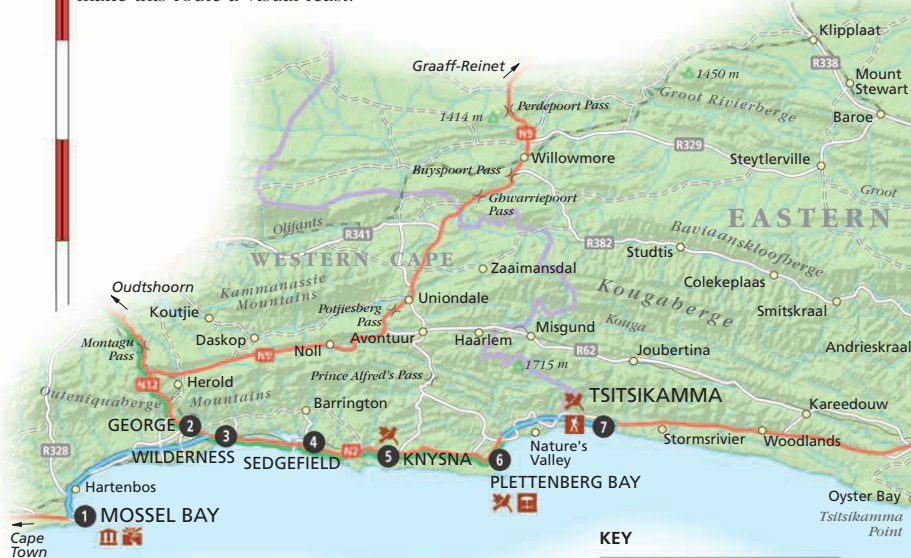 make this route a visual feast.
Klipplaat
Graaff-Reinet
R338
1450 m
Mount
Stewart
Groot Rivierberge
Perdepoort Pass
1414 m
Baroe
N9
R329
Willowmore
Steytlerville
Buyspoort Pass
Ghwarriepoort
Pass
Groot
EASTERN
Olifants
R341
R382
Baviaanskloofberge
WESTERN CAPE
Studtis
Zaaimansdal
Colekeplaas
Kammanassie
Mountains
Oudtshoorn
Kougaberge
Uniondale
Smitskraal
Koutjie
Potjiesberg
Pass
Kouga
Misgund
Montagu
Pass
Daskop
Avontuur
Haarlem
Noll
N9
R62
Joubertina
Andrieskraal
1715 m
Prince Alfred's Pass
N12
Herold
Outeniquaberge
Mountains
TSITSIKAMMA
Barrington
Kareedouw
GEORGE
2
3
4
7
Stormsrivier
Woodlands
R328
WILDERNESS
SEDGEFIELD
N2
5
KNYSNA
6
Nature's
Valley
PLETTENBERG BAY
Hartenbos
Oyster Bay
1
MOSSEL BAY
Tsitsikamma
Point
Cape
Town
KEY